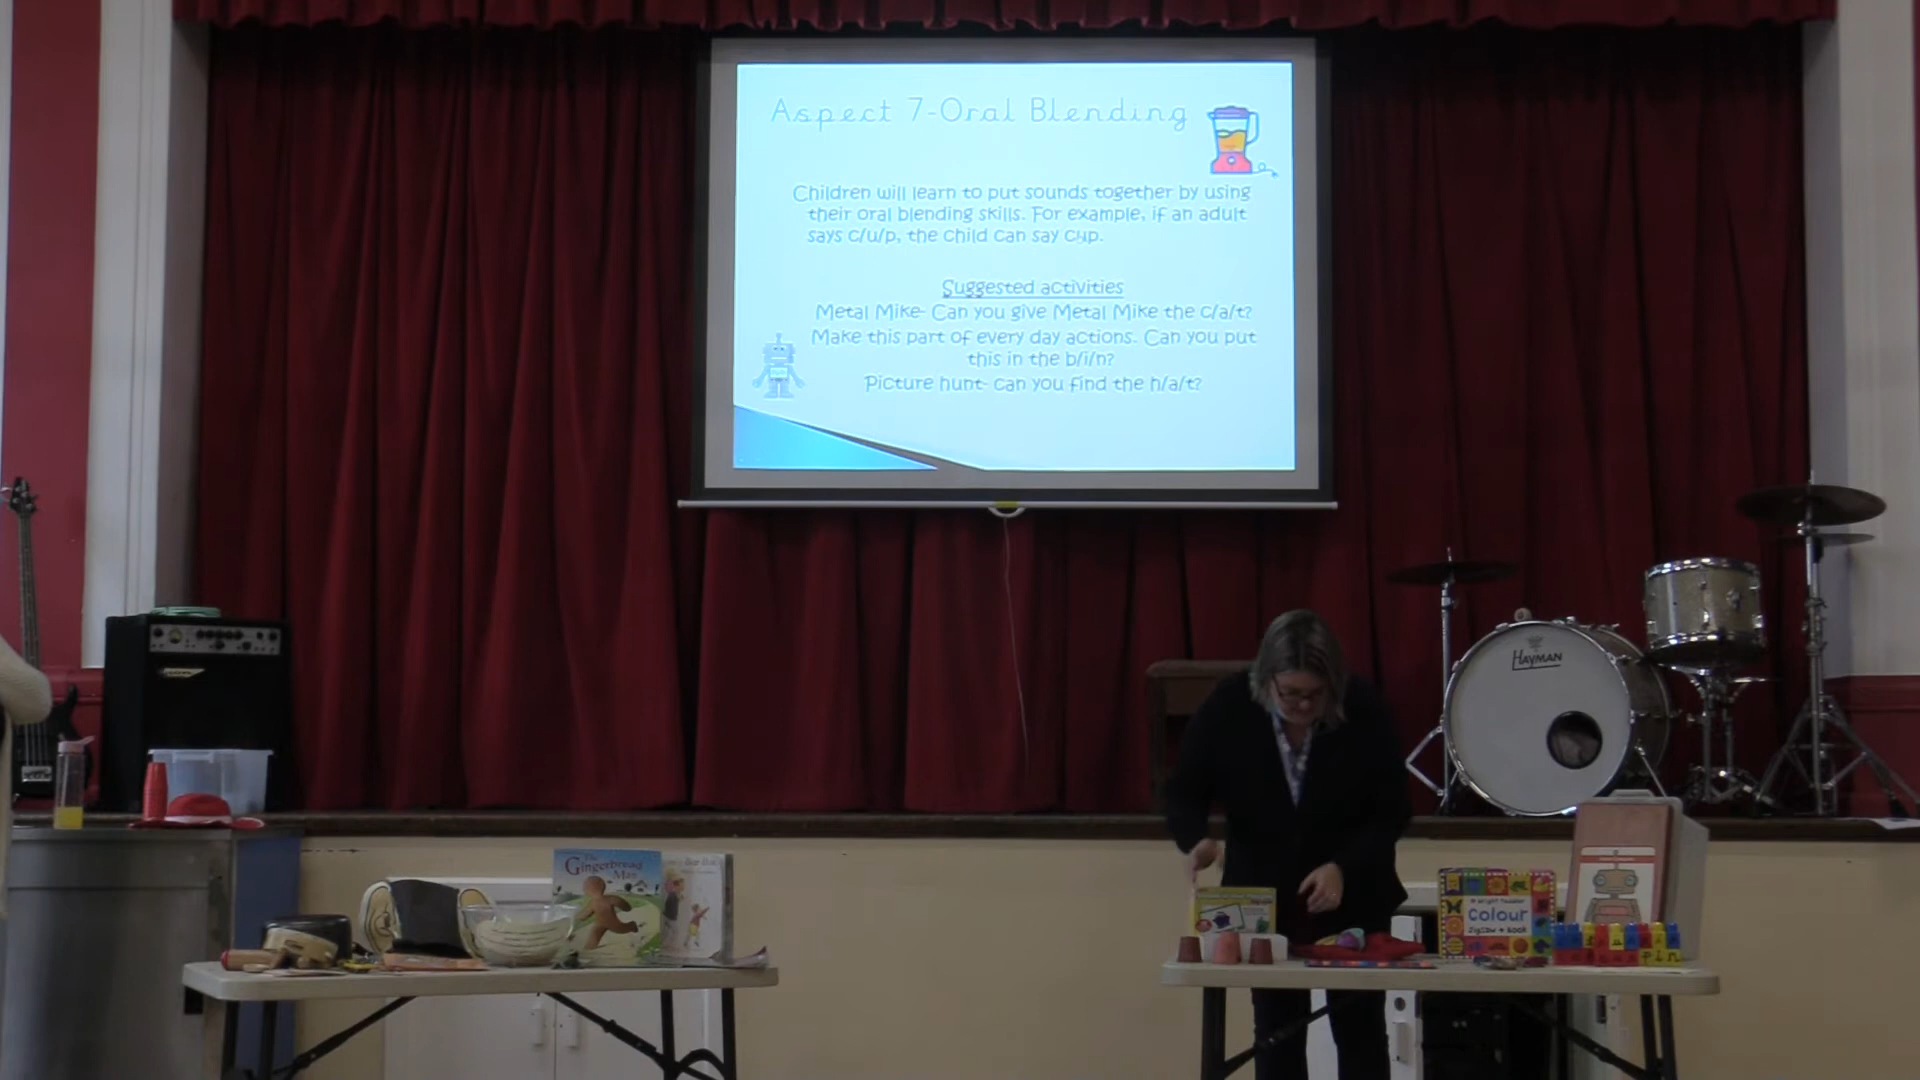 Aspect 7-Oral Blending
Children will learn to put sounds together by using
their oral blending skills. For example, if an adult
says c/u/p, the child can say cup.
Suggested activities
Metal Mike- Can you give Metal Mike the c/a/t?
Make this part of every day actions. Can you put
this in the b/i/n?
Picture hunt- can you find the h/a/t?
HAYMAN
The
Gingerbread
Man
Colour
jigsaw + book
pin